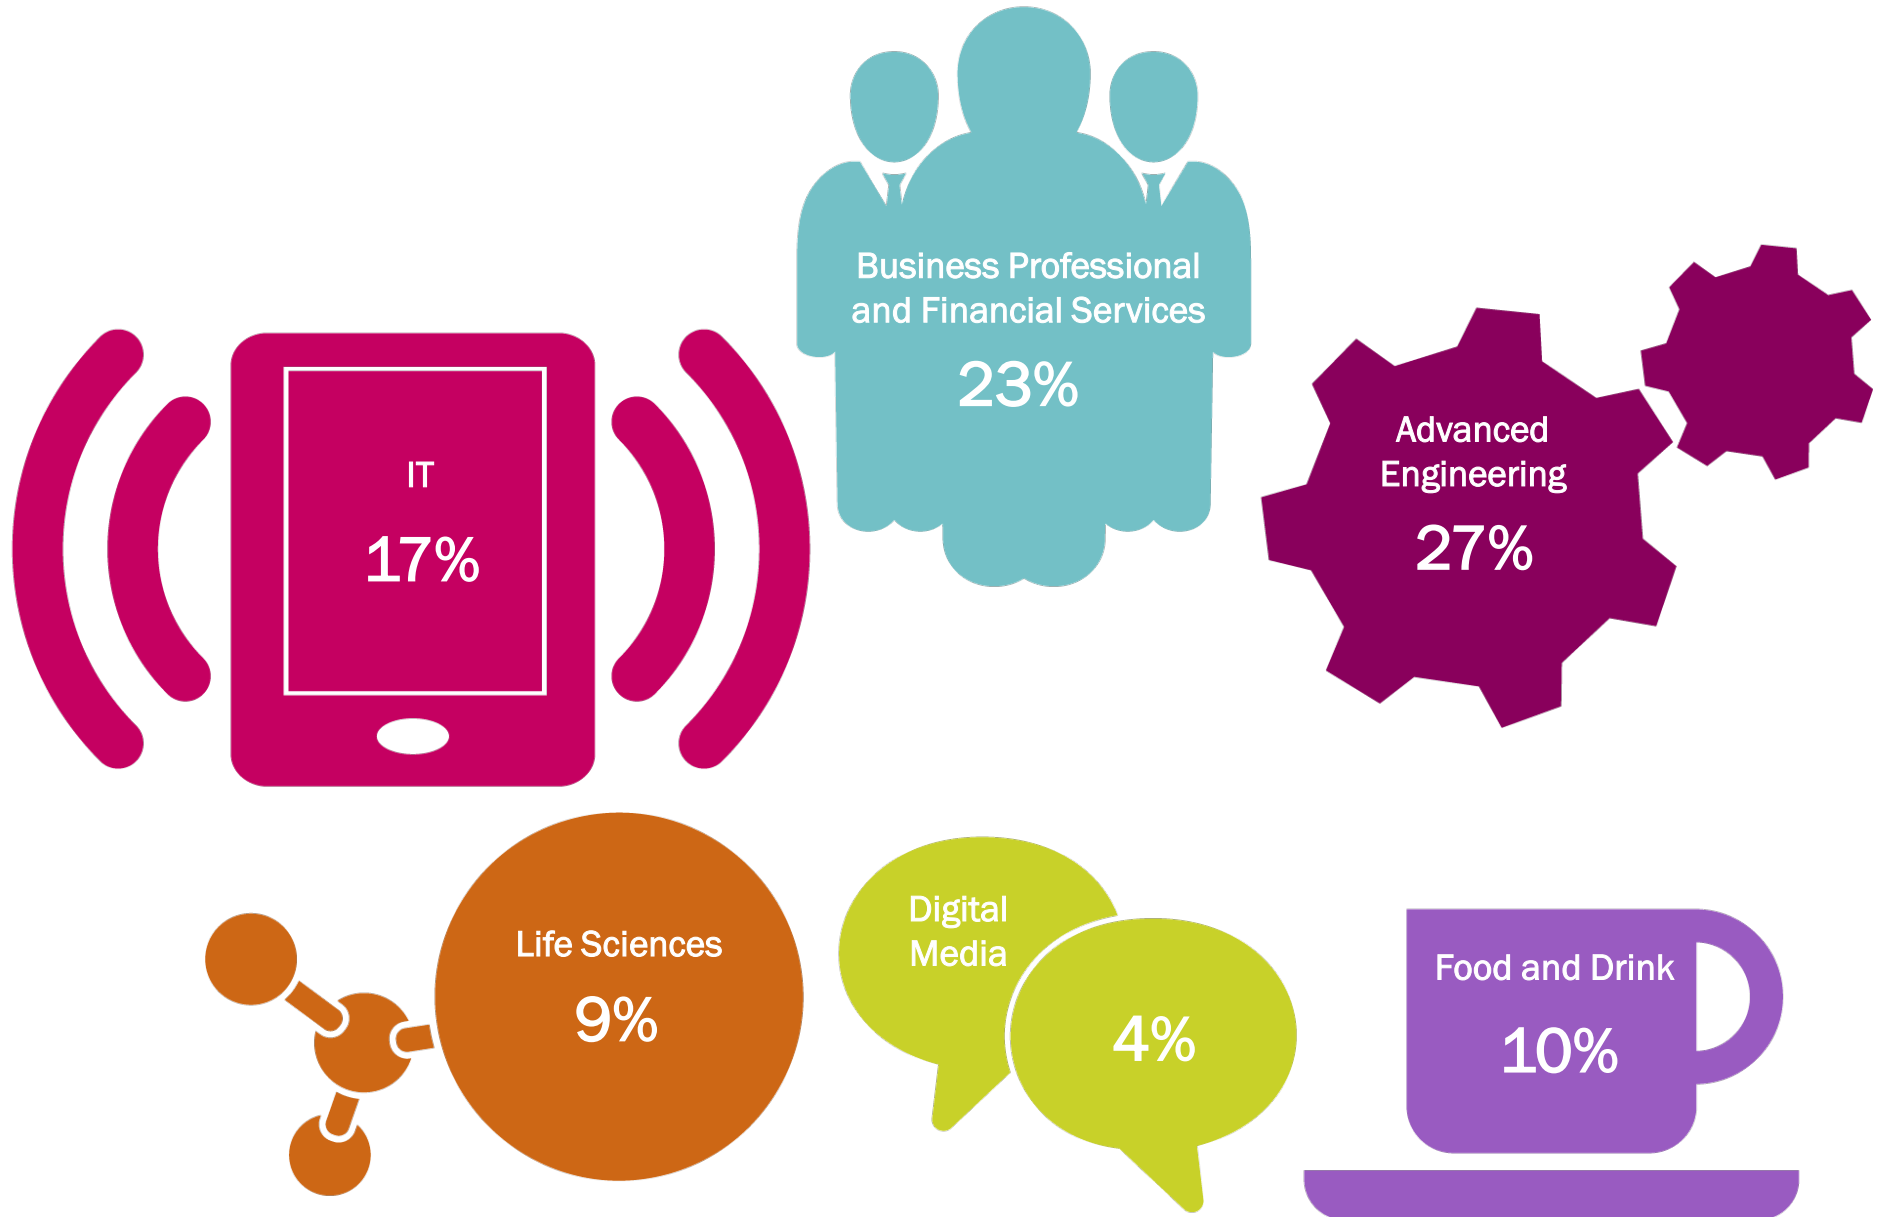 Business Professional
and Financial Services
23%
Advanced
Engineering
27%
IT
17%
Life Sciences
9%
Digital
Media
4%
Food and Drink
10%